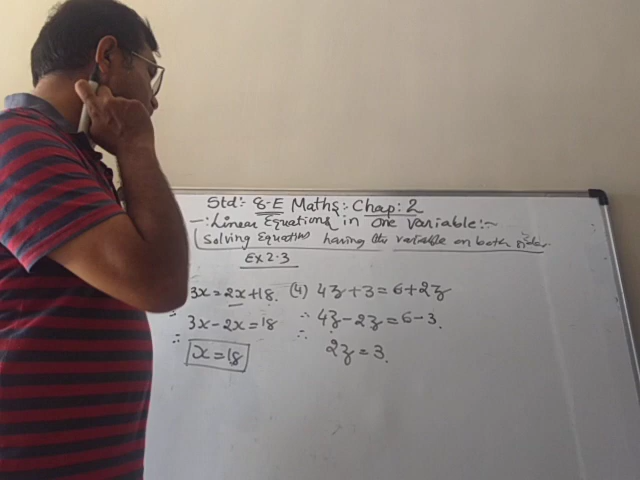 Std:- 8-E Maths: Chap: 2
-: Linear Equations in one variable:-
Solving Equations having the variable on both sides
Ex 2.3
3x = 2x + 18.
3x - 2x = 18
∴ x = 18
(4) 4z + 3 = 6 + 2z
∴ 4z - 2z = 6 - 3.
∴ 2z = 3.